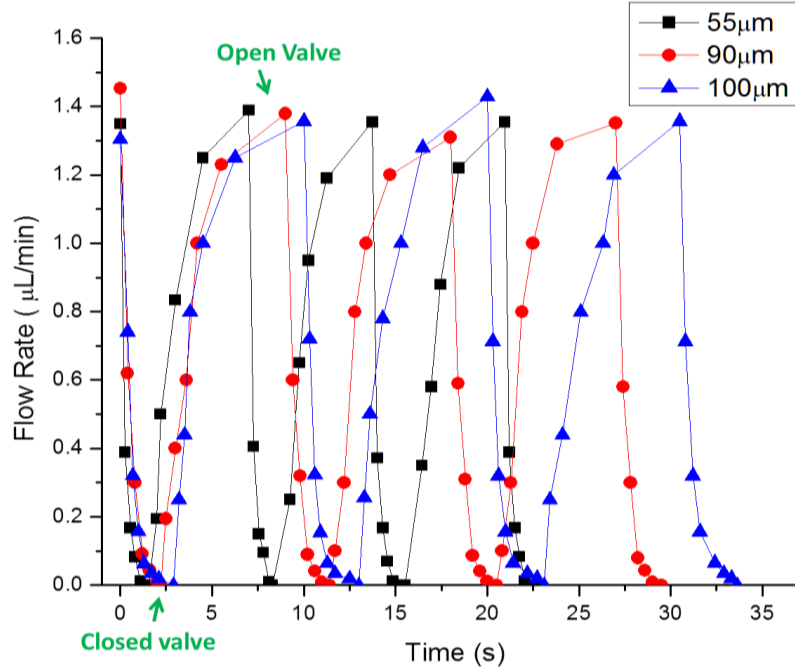 55μm
90μm
100μm
Open Valve
Flow Rate ( μL/min)
1.6
1.4
1.2
1.0
0.8
0.6
0.4
0.2
0.0
0 5 10 15 20 25 30 35
Closed valve
Time (s)